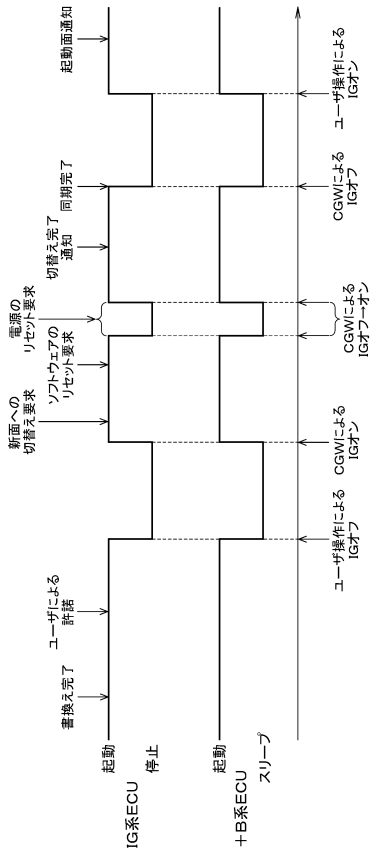 書換え完了
ユーザによる
許諾
新面への
切替え要求
ソフトウェアの
リセット要求
電源の
リセット要求
切替え完了
通知
同期完了
起動面通知
IG系ECU
起動
停止
+B系ECU
起動
スリープ
ユーザ操作による
IGオフ
CGWによる
IGオン
CGWによる
IGオフ→オン
CGWによる
IGオフ
ユーザ操作による
IGオン